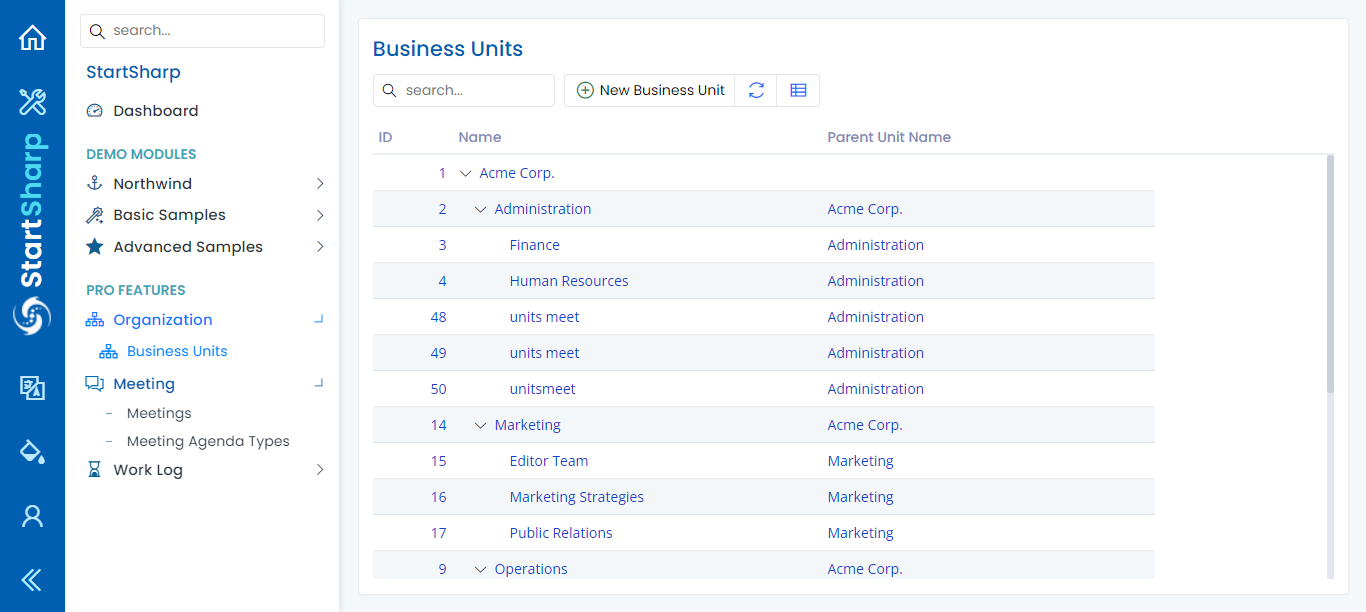 StartSharp
search...
StartSharp
Dashboard
DEMO MODULES
Northwind
Basic Samples
Advanced Samples
PRO FEATURES
Organization
Business Units
Meeting
Meetings
Meeting Agenda Types
Work Log
Business Units
search...
New Business Unit
ID Name Parent Unit Name
1 Acme Corp.
2 Administration Acme Corp.
3 Finance Administration
4 Human Resources Administration
48 units meet Administration
49 units meet Administration
50 unitsmeet Administration
14 Marketing Acme Corp.
15 Editor Team Marketing
16 Marketing Strategies Marketing
17 Public Relations Marketing
9 Operations Acme Corp.